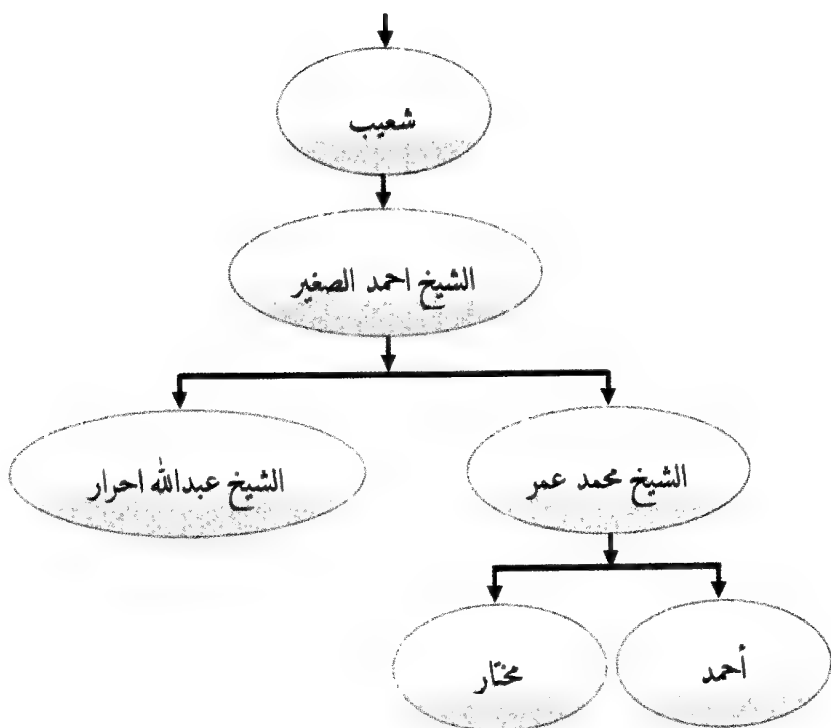 شعيب
الشيخ احمد الصغير
الشيخ محمد عمر
الشيخ عبدالله احرار
أحمد
مختار